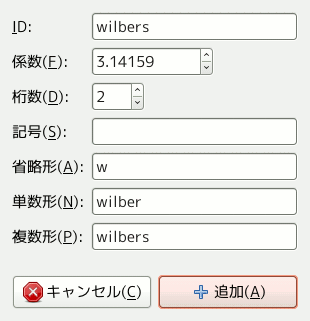 ID: wilbers
係数(F): 3.14159
桁数(D): 2
記号(S):
省略形(A): w
単数形(N): wilber
複数形(P): wilbers
キャンセル(C) 追加(A)